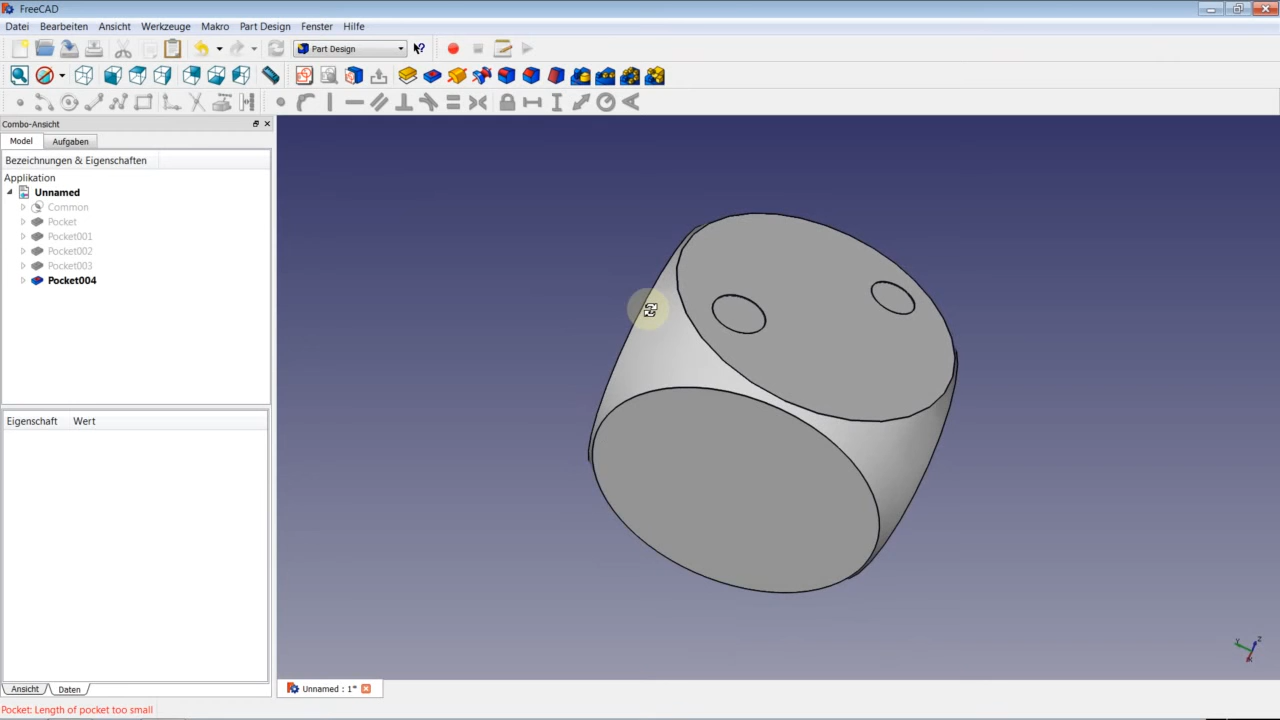 FreeCAD
Datei Bearbeiten Ansicht Werkzeuge Makro Part Design Fenster Hilfe
Part Design
Combo-Ansicht
Model Aufgaben
Bezeichnungen & Eigenschaften
Applikation
Unnamed
Common
Pocket
Pocket001
Pocket002
Pocket003
Pocket004
Eigenschaft Wert
Ansicht Daten
Unnamed : 1*
Pocket: Length of pocket too small